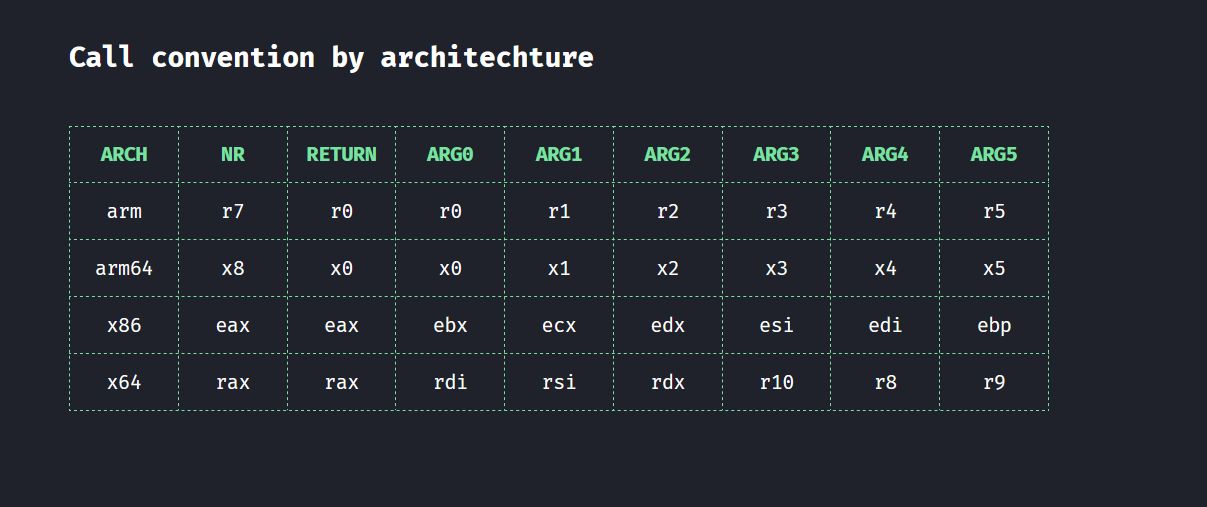 Call convention by architechture
ARCH NR RETURN ARG0 ARG1 ARG2 ARG3 ARG4 ARG5
arm r7 r0 r0 r1 r2 r3 r4 r5
arm64 x8 x0 x0 x1 x2 x3 x4 x5
x86 eax eax ebx ecx edx esi edi ebp
x64 rax rax rdi rsi rdx r10 r8 r9